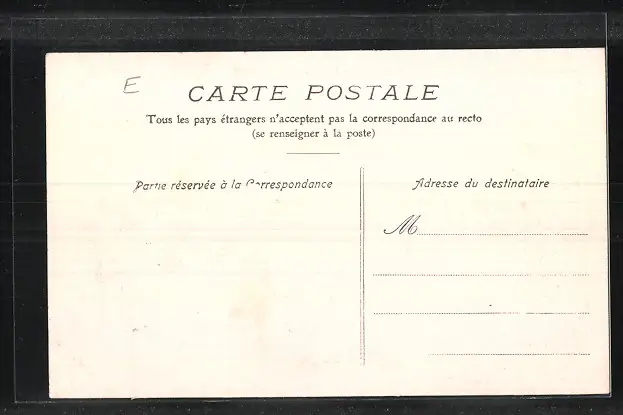 E
CARTE POSTALE
Tous les pays étrangers n'acceptent pas la correspondance au recto
(se renseigner à la poste)
Partie réservée à la Correspondance
Adresse du destinataire
M